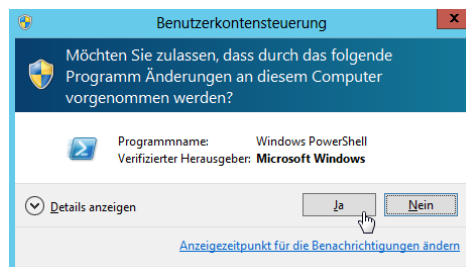 Benutzerkontensteuerung
x
Möchten Sie zulassen, dass durch das folgende
Programm Änderungen an diesem Computer
vorgenommen werden?
Programmname: Windows PowerShell
Verifizierter Herausgeber: Microsoft Windows
Details anzeigen Ja Nein
Anzeigezeitpunkt für die Benachrichtigungen ändern